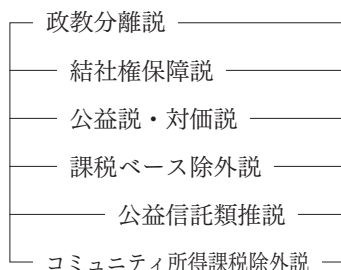 政教分離説
結社権保障説
公益説・対価説
課税ベース除外説
公益信託類推説
コミュニティ所得課税除外説